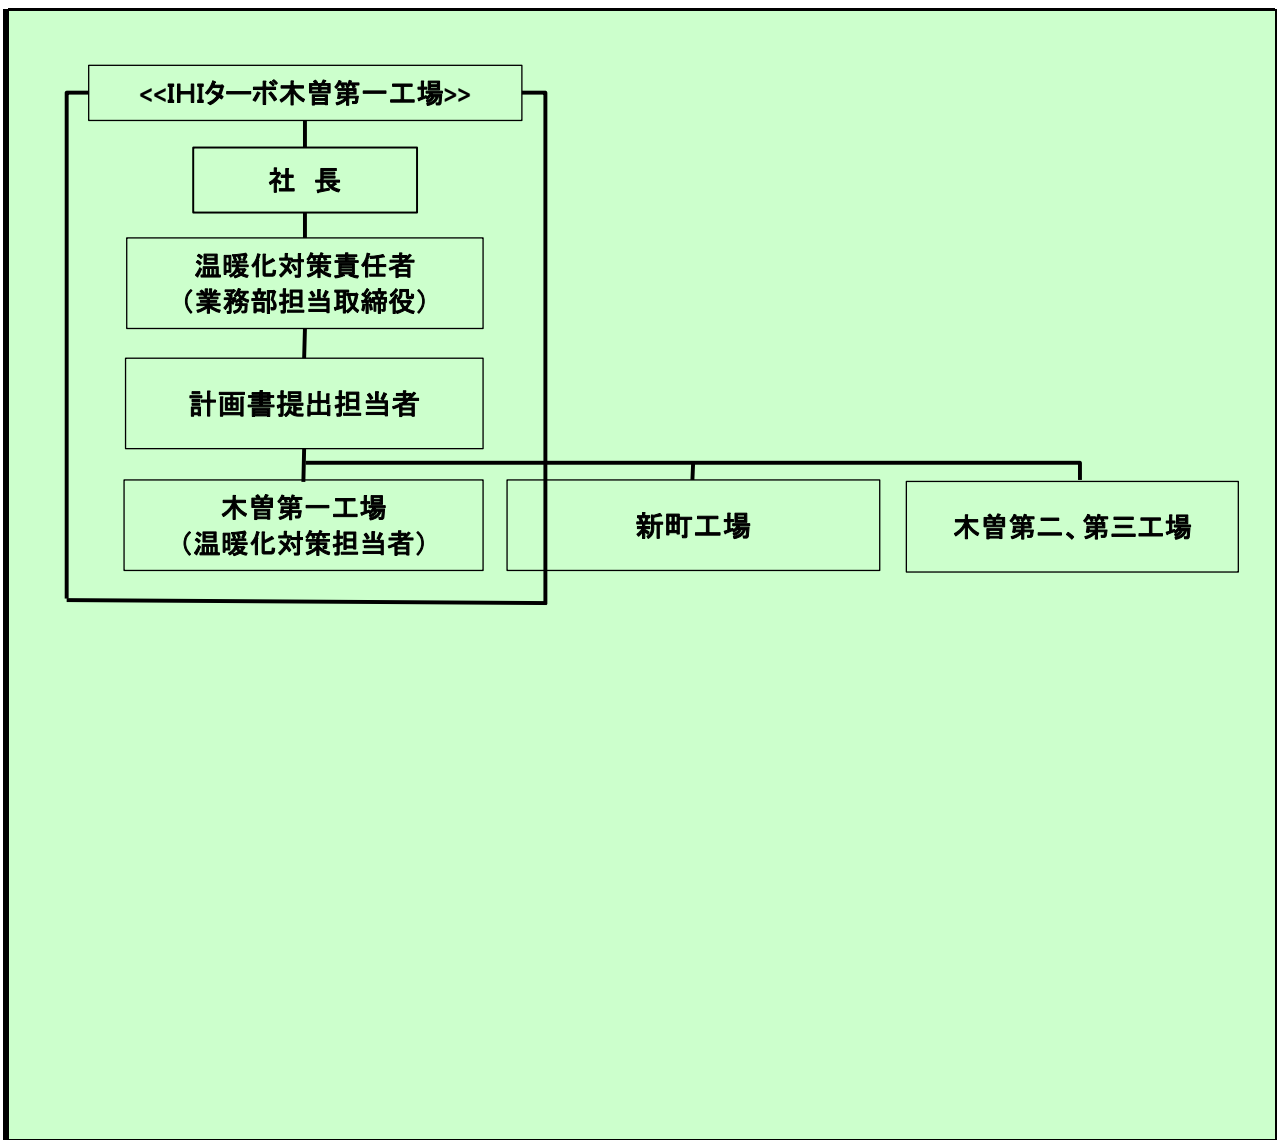 <<IHIターボ木曽第一工場>>
社　長
温暖化対策責任者
（業務部担当取締役）
計画書提出担当者
木曽第一工場
（温暖化対策担当者）
新町工場
木曽第二、第三工場